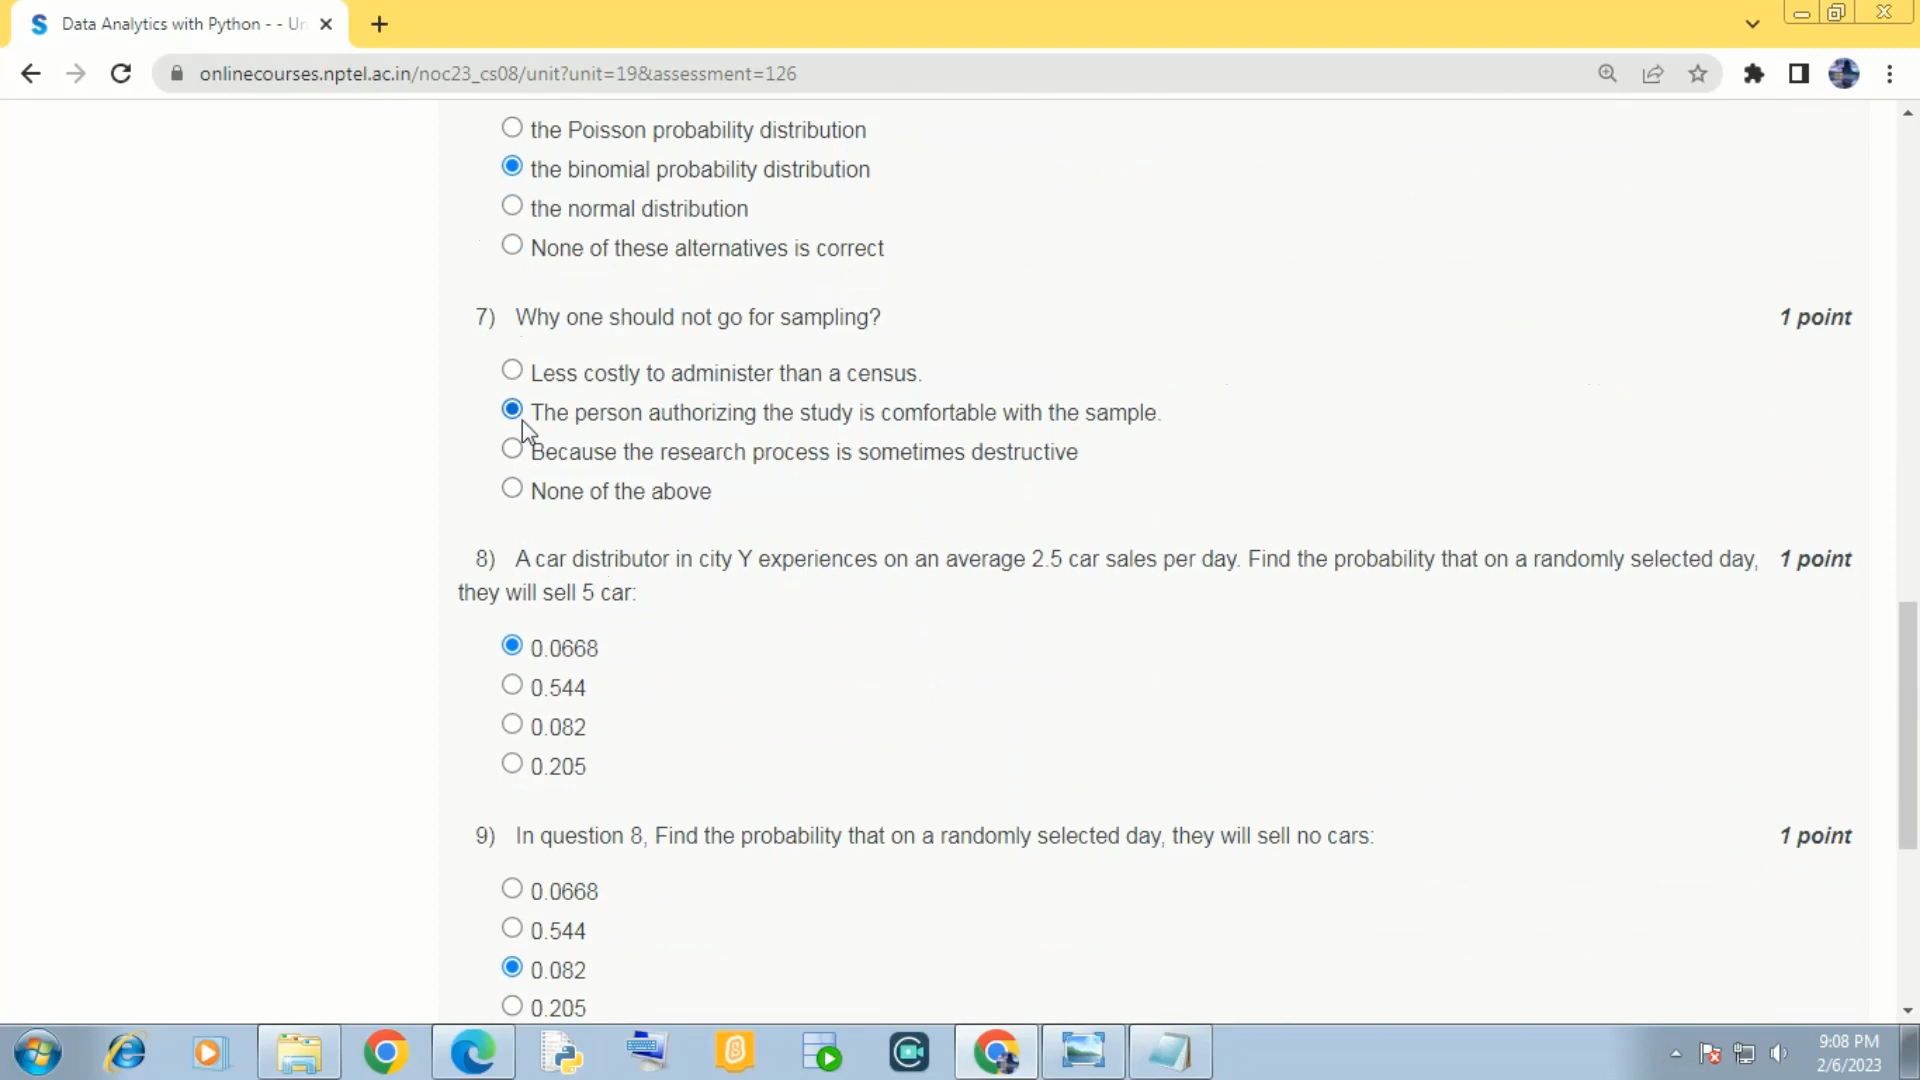 Data Analytics with Python - - Un
onlinecourses.nptel.ac.in/noc23_cs08/unit?unit=19&assessment=126
the Poisson probability distribution
the binomial probability distribution
the normal distribution
None of these alternatives is correct
7) Why one should not go for sampling? 1 point
Less costly to administer than a census.
The person authorizing the study is comfortable with the sample.
Because the research process is sometimes destructive
None of the above
8) A car distributor in city Y experiences on an average 2.5 car sales per day. Find the probability that on a randomly selected day, 1 point
they will sell 5 car:
0.0668
0.544
0.082
0.205
9) In question 8, Find the probability that on a randomly selected day, they will sell no cars: 1 point
0.0668
0.544
0.082
0.205
9:08 PM
2/6/2023